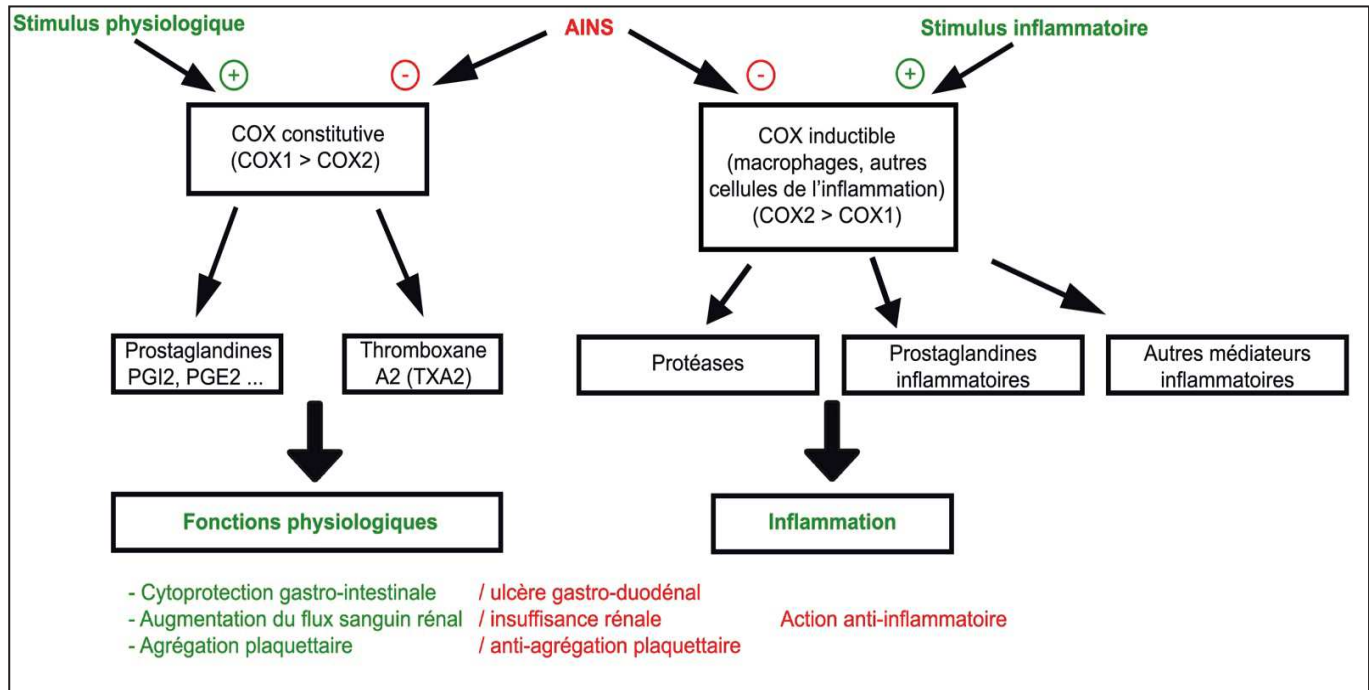 Stimulus physiologique
AINS
Stimulus inflammatoire
+
-
-
+
COX constitutive
(COX1 > COX2)
COX inductible
(macrophages, autres
cellules de l'inflammation)
(COX2 > COX1)
Prostaglandines
PGI2, PGE2 ...
Thromboxane
A2 (TXA2)
Protéases
Prostaglandines
inflammatoires
Autres médiateurs
inflammatoires
Fonctions physiologiques
Inflammation
- Cytoprotection gastro-intestinale / ulcère gastro-duodénal
- Augmentation du flux sanguin rénal / insuffisance rénale Action anti-inflammatoire
- Agrégation plaquettaire / anti-agrégation plaquettaire